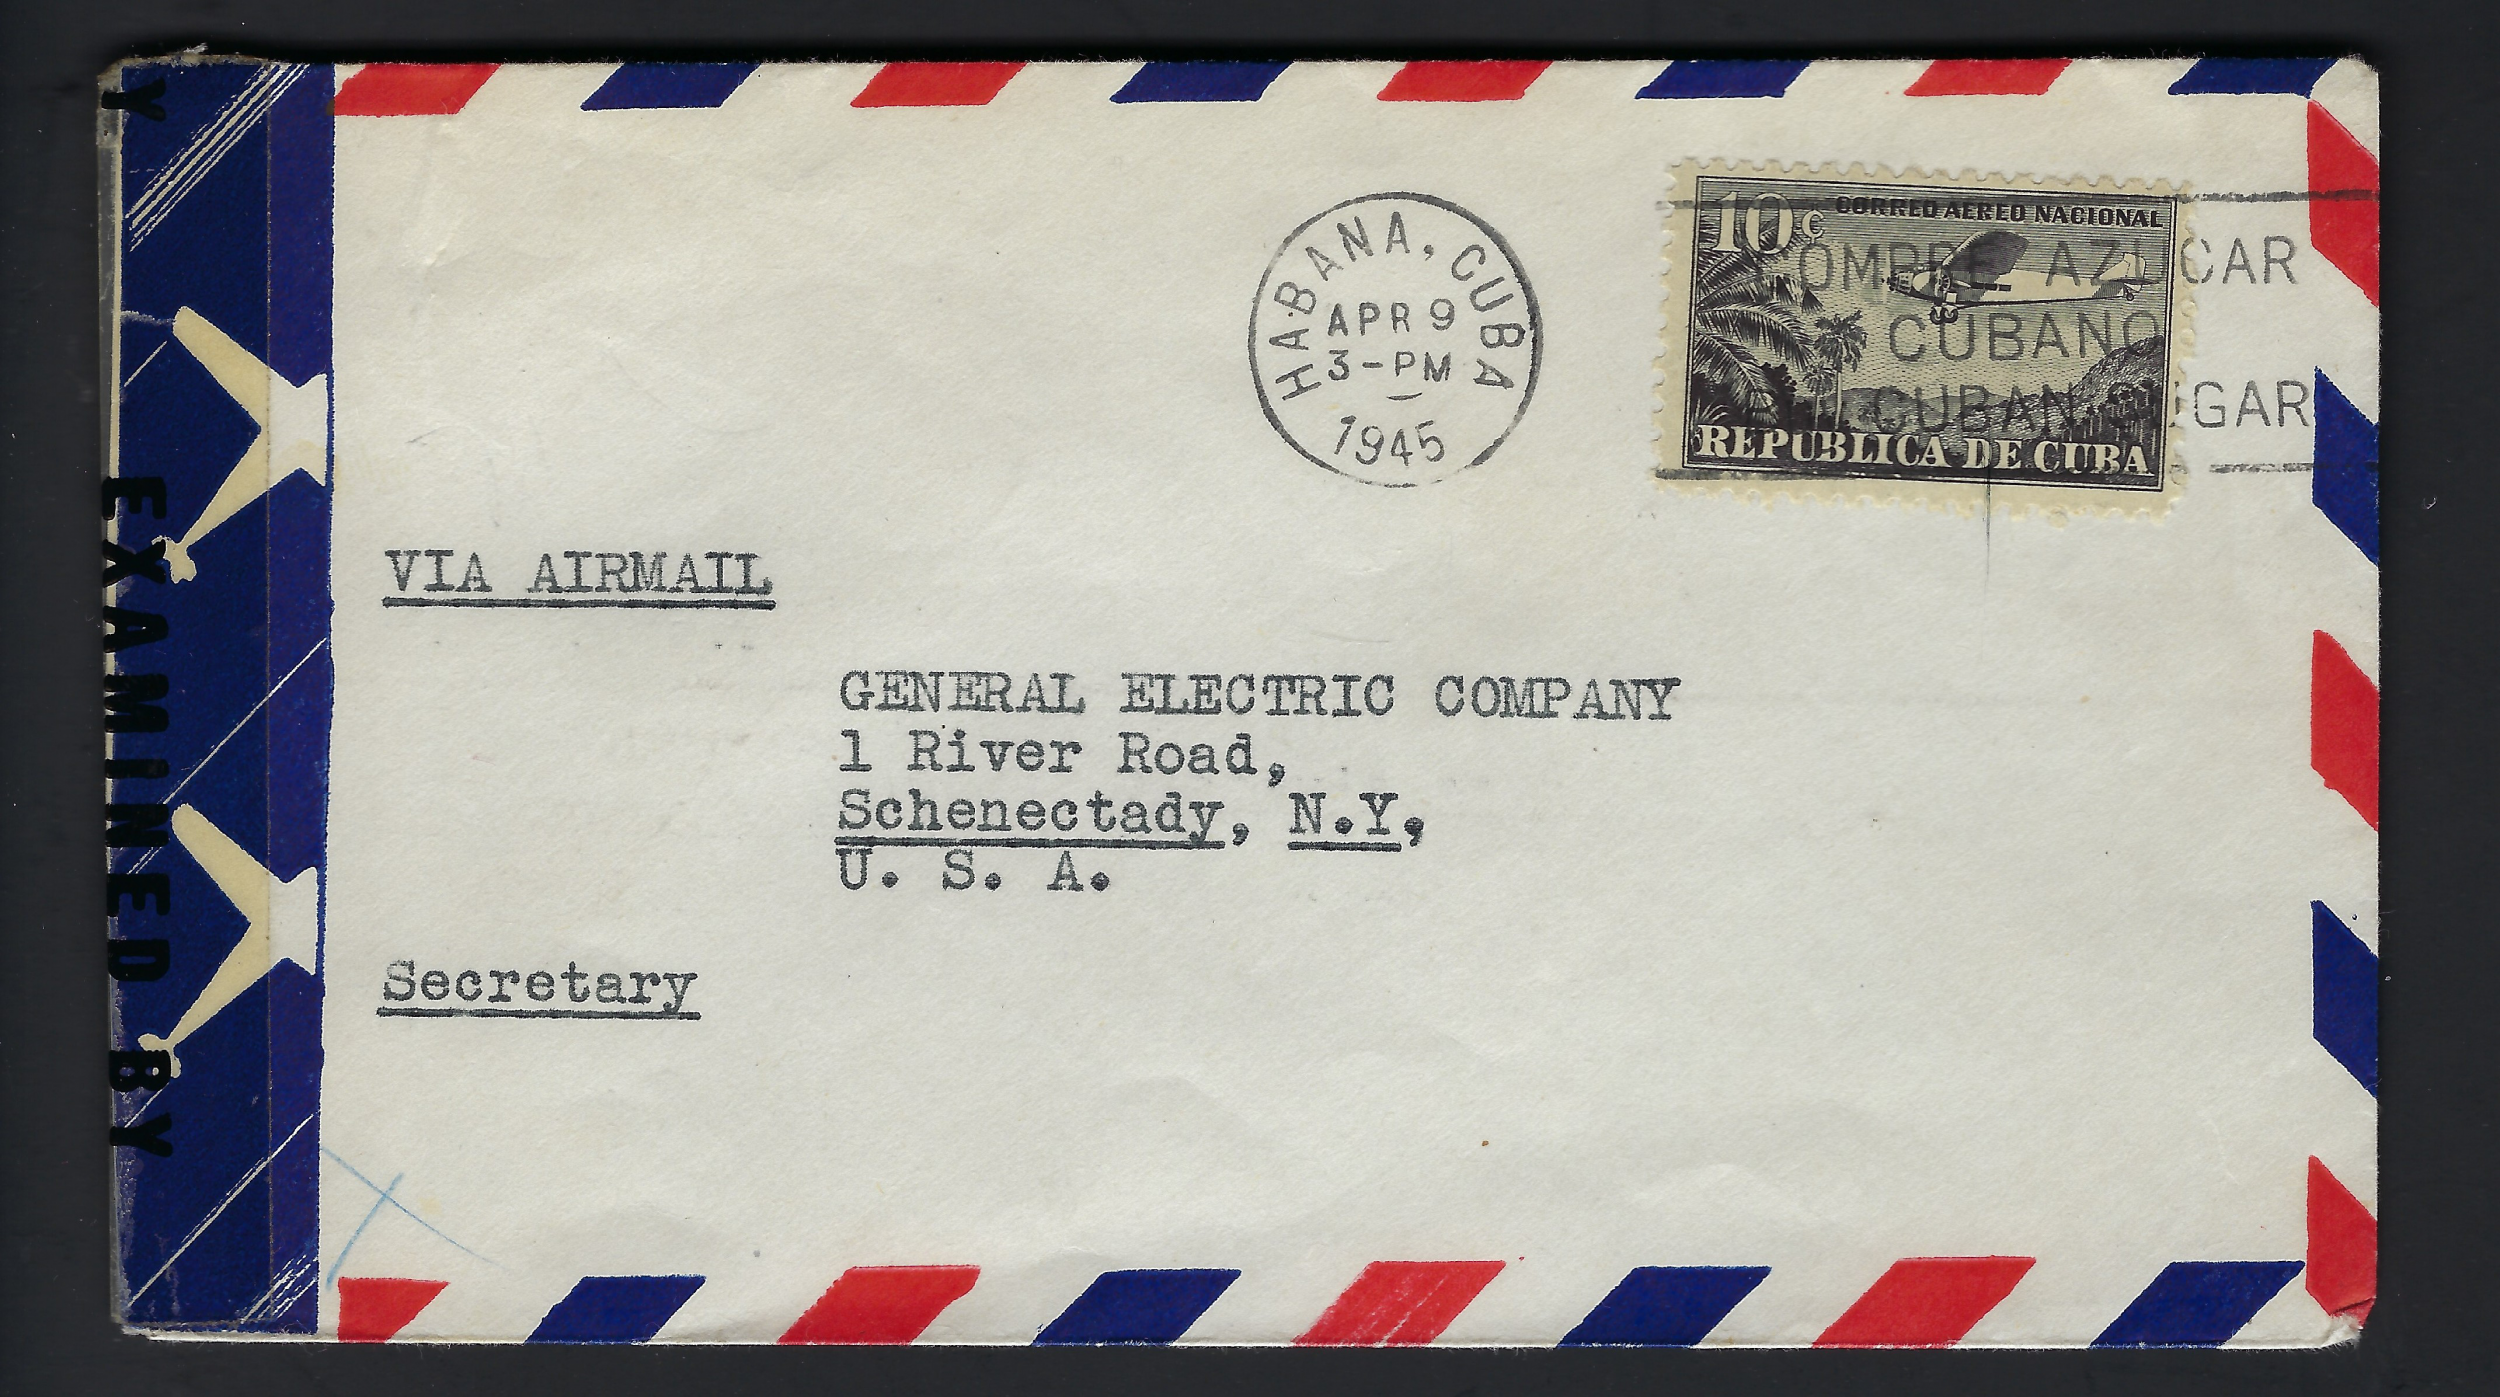 Y
EXAMINED BY
HABANA, CUBA
APR 9
3-PM
1945
10¢ CORREO AEREO NACIONAL
REPUBLICA DE CUBA
COMPRE AZUCAR
CUBANO
CUBAN SUGAR
VIA AIRMAIL
GENERAL ELECTRIC COMPANY
1 River Road,
Schenectady, N.Y,
U. S. A.
Secretary